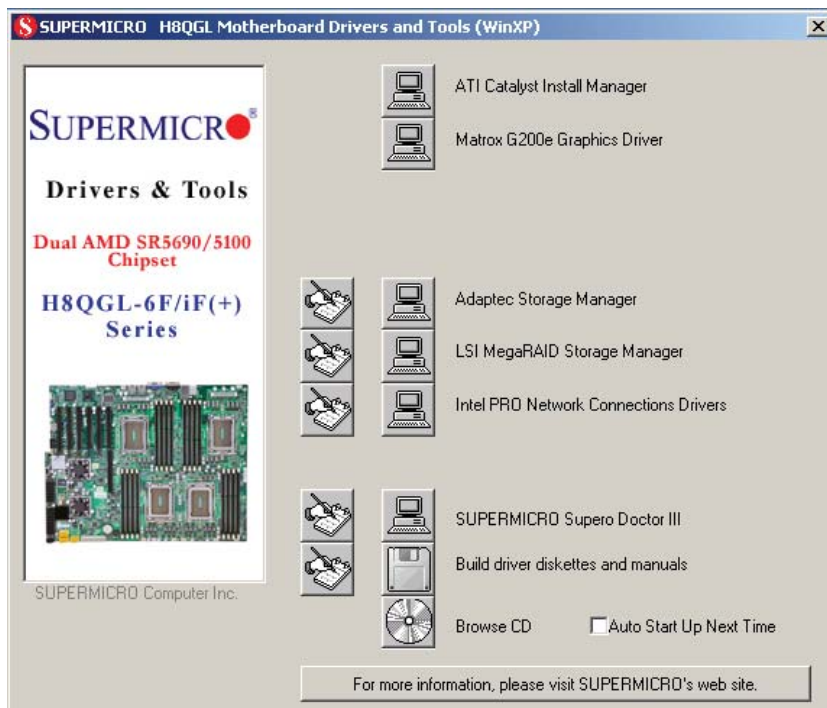 SUPERMICRO H8QGL Motherboard Drivers and Tools (WinXP)
SUPERMICRO®
Drivers & Tools
Dual AMD SR5690/5100
Chipset
H8QGL-6F/iF(+)
Series
SUPERMICRO Computer Inc.
ATI Catalyst Install Manager
Matrox G200e Graphics Driver
Adaptec Storage Manager
LSI MegaRAID Storage Manager
Intel PRO Network Connections Drivers
SUPERMICRO Supero Doctor III
Build driver diskettes and manuals
Browse CD
Auto Start Up Next Time
For more information, please visit SUPERMICRO's web site.